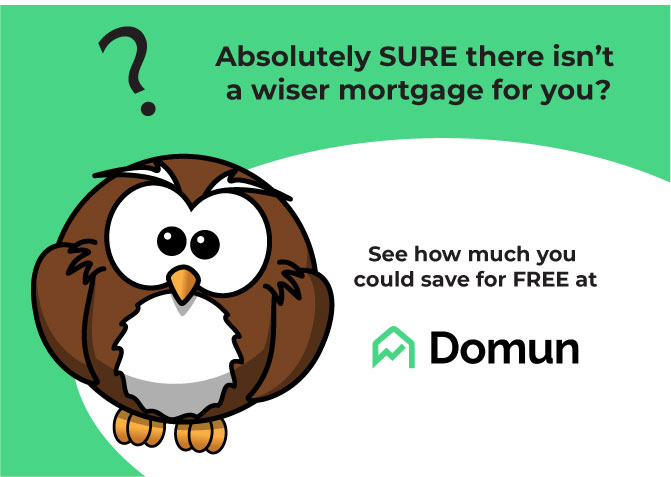 ?
Absolutely SURE there isn’t
a wiser mortgage for you?
See how much you
could save for FREE at
Domun